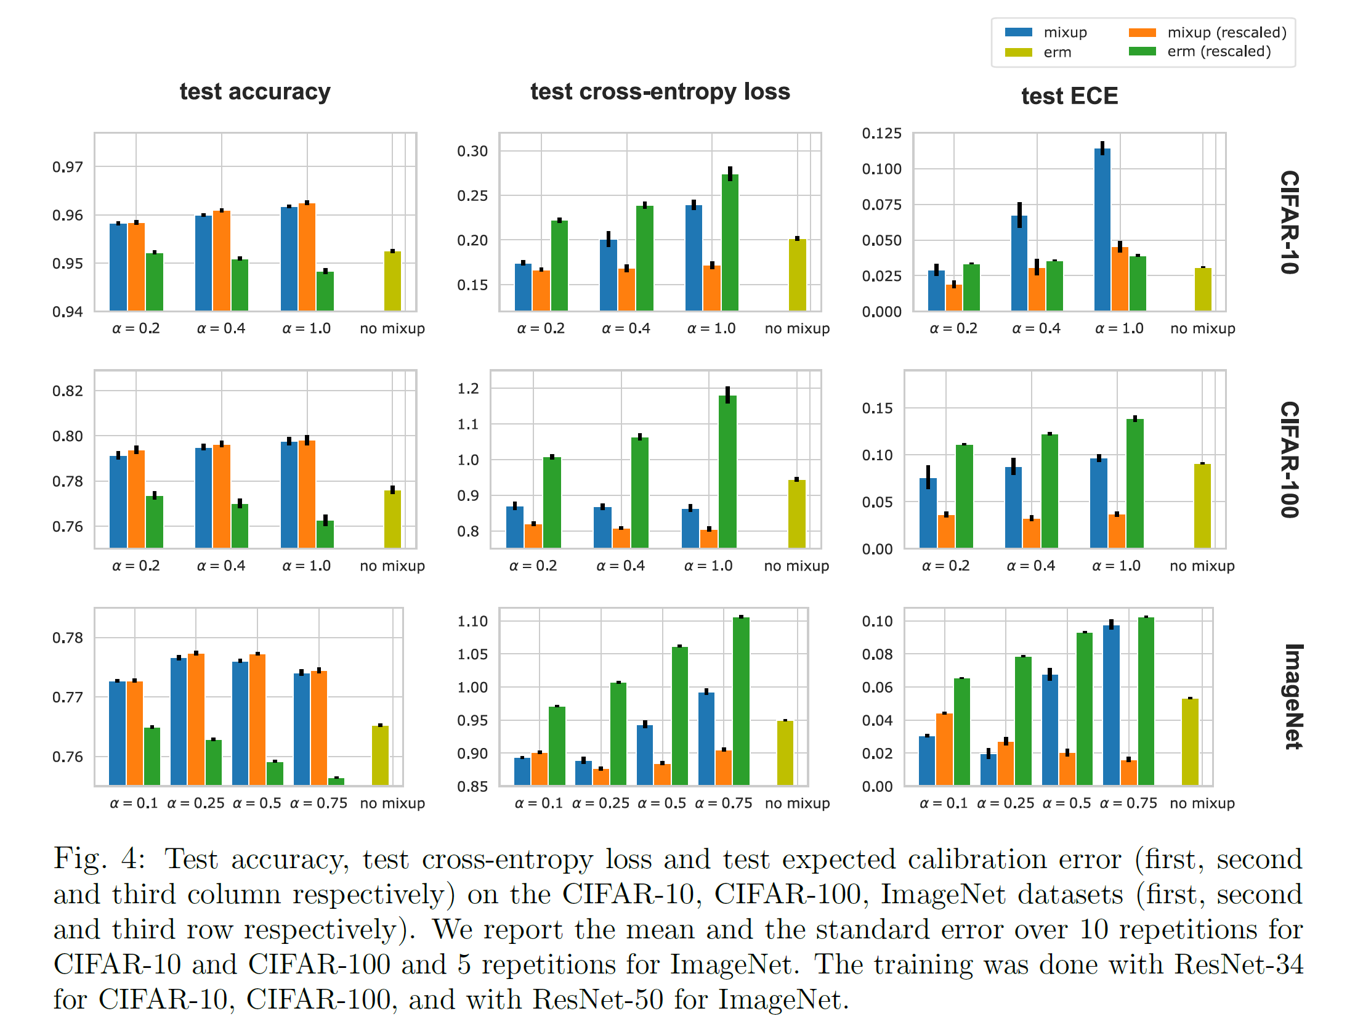 mixup
mixup (rescaled)
erm
erm (rescaled)
test accuracy
test cross-entropy loss
test ECE
0.97
0.96
0.95
0.94
α = 0.2 α = 0.4 α = 1.0 no mixup
0.30
0.25
0.20
0.15
α = 0.2 α = 0.4 α = 1.0 no mixup
0.125
0.100
0.075
0.050
0.025
0.000
α = 0.2 α = 0.4 α = 1.0 no mixup
CIFAR-10
0.82
0.80
0.78
0.76
α = 0.2 α = 0.4 α = 1.0 no mixup
1.2
1.1
1.0
0.9
0.8
α = 0.2 α = 0.4 α = 1.0 no mixup
0.15
0.10
0.05
0.00
α = 0.2 α = 0.4 α = 1.0 no mixup
CIFAR-100
0.78
0.77
0.76
α = 0.1 α = 0.25 α = 0.5 α = 0.75 no mixup
1.10
1.05
1.00
0.95
0.90
0.85
α = 0.1 α = 0.25 α = 0.5 α = 0.75 no mixup
0.10
0.08
0.06
0.04
0.02
0.00
α = 0.1 α = 0.25 α = 0.5 α = 0.75 no mixup
ImageNet
Fig. 4: Test accuracy, test cross-entropy loss and test expected calibration error (first, second
and third column respectively) on the CIFAR-10, CIFAR-100, ImageNet datasets (first, second
and third row respectively). We report the mean and the standard error over 10 repetitions for
CIFAR-10 and CIFAR-100 and 5 repetitions for ImageNet. The training was done with ResNet-34
for CIFAR-10, CIFAR-100, and with ResNet-50 for ImageNet.